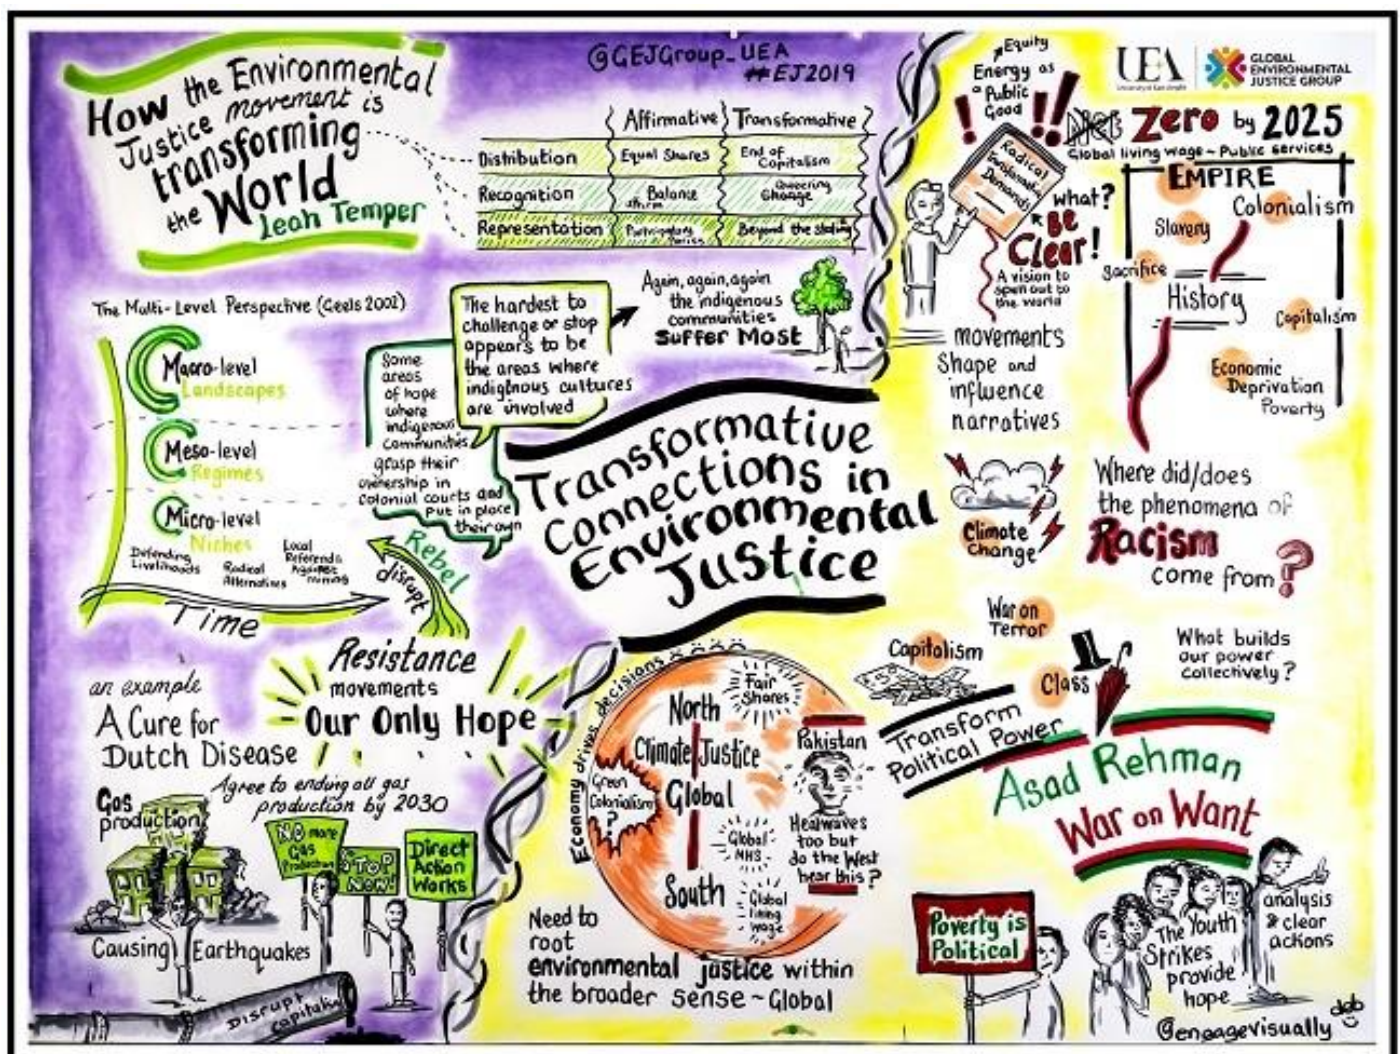 How the Environmental
Justice movement is
transforming
the World
Leah Temper
@GEJGroup_UEA
#EJ2019
Affirmative Transformative
Distribution Equal Shares End of Capitalism
Recognition Balance
Representation Beyond the
The Multi-Level Perspective (Geels 2002)
Macro-level
Landscapes
Meso-level
Regimes
Micro-level
Niches
Defending
Livelihoods
Radical
Alternatives
Local
Referenda
Against
mining
Time
disrupt
Rebel
Some
areas
of hope
where
indigenous
communities
grasp their
ownership in
colonial courts and
put in place
their own
The hardest to
challenge or stop
appears to be
the areas where
indigenous cultures
are involved
Again, again, again
the indigenous
communities
Suffer Most
Transformative
Connections in
Environmental
Justice
Resistance
movements
Our Only Hope
an example
A Cure for
Dutch Disease
Agree to ending all gas
production by 2030
Gas
production
NO more
Gas
Production
STOP
NOW!
Direct
Action
Works
Causing Earthquakes
Disrupt
Capitalism
Equity
Energy as
a Public
Good
Radical
Demands
what?
BE
Clear!
A vision to
open out to
the world
movements
Shape and
influence
narratives
UEA
University of East Anglia
GLOBAL
ENVIRONMENTAL
JUSTICE GROUP
Zero by 2025
Global living wage ~ Public services
EMPIRE
Colonialism
Slavery
Sacrifice
History
Capitalism
Economic
Deprivation
Poverty
Climate
Change
Where did/does
the phenomena of
Racism
come from?
War on
Terror
Capitalism
Class
What builds
our power
collectively?
Transform
Political Power
Asad Rehman
War on Want
Economy drives decisions
North
Fair
Shares
Climate Justice
Green
Colonialism
?
Global
Global
NHS
South
Global
living
wage
Pakistan
Heatwaves
too but
do the West
hear this?
Need to
root
environmental justice within
the broader sense ~ Global
Poverty is
Political
The Youth
Strikes
provide
hope
analysis
& clear
actions
deb
@engagevisually